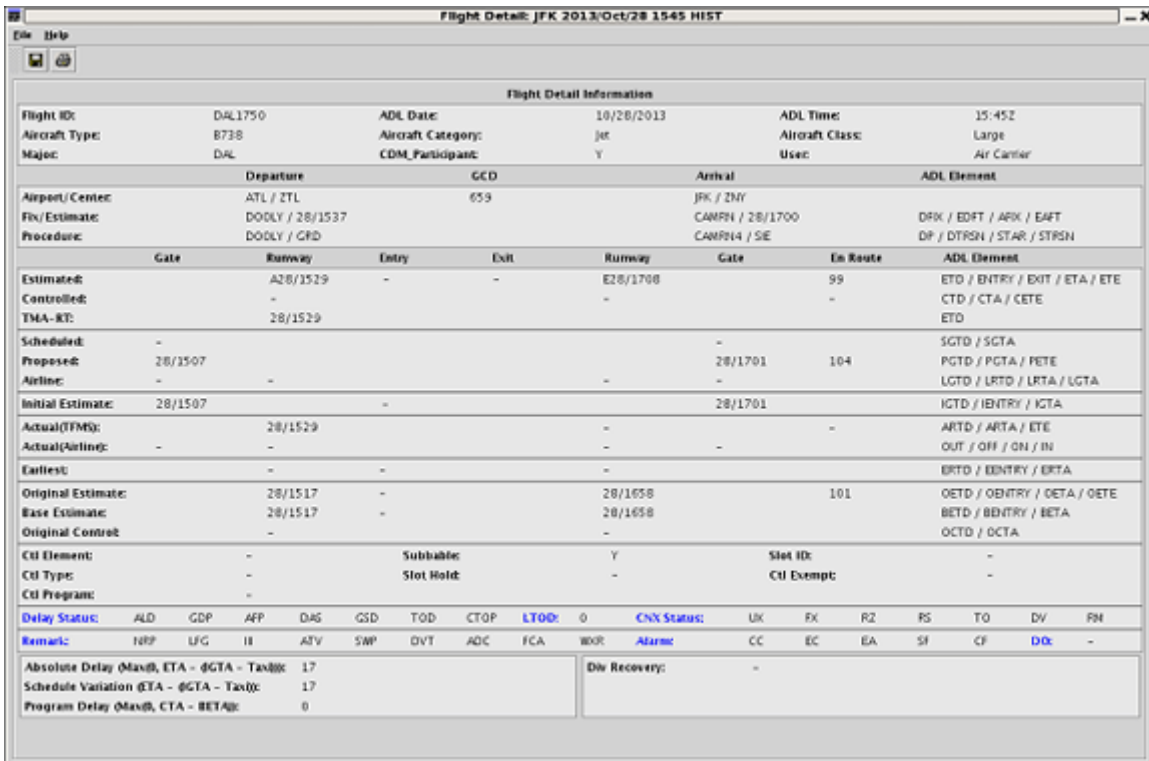 Flight Detail: JFK 2013/Oct/28 1545 HIST
File Help
Flight Detail Information
Flight ID: DAL1750 ADL Date: 10/28/2013 ADL Time: 15:45Z
Aircraft Type: B738 Aircraft Category: Jet Aircraft Class: Large
Major: DAL CDM_Participant: Y User: Air Carrier
Departure GCD Arrival ADL Element
Airport/Center: ATL / ZTL 659 JFK / ZNY
Fix/Estimate: DOOLY / 28/1537 CAMRN / 28/1700 DFIX / EDFT / AFIX / EAFT
Procedure: DOOLY / GRD CAMRN4 / SIE DP / DTRSN / STAR / STRSN
Gate Runway Entry Exit Runway Gate En Route ADL Element
Estimated: A28/1529 - - E28/1708 99 ETD / ENTRY / EXIT / ETA / ETE
Controlled: - - - CTD / CTA / CETE
TMA-RT: 28/1529 ETD
Scheduled: - - SGTD / SGTA
Proposed: 28/1507 28/1701 104 PGTD / PGTA / PETE
Airline: - - - - LGTD / LRTD / LRTA / LGTA
Initial Estimate: 28/1507 - 28/1701 IGTD / IENTRY / IGTA
Actual(TFMS): 28/1529 - - ARTD / ARTA / ETE
Actual(Airline): - - - - OUT / OFF / ON / IN
Earliest: - - - ERTD / EENTRY / ERTA
Original Estimate: 28/1517 - 28/1658 101 OETD / OENTRY / OETA / OETE
Base Estimate: 28/1517 - 28/1658 BETD / BENTRY / BETA
Original Control: - - OCTD / OCTA
Ctl Element: - Subbable: Y Slot ID: -
Ctl Type: - Slot Hold: - Ctl Exempt: -
Ctl Program: -
Delay Status: ALD GDP AFP DAS GSD TOD CTOP LTOD: 0 CNX Status: UX FX RZ RS TO DV RM
Remark: NRP LFG III ATV SWP DVT ADC FCA WXR Alarm: CC EC EA SF CF DO: -
Absolute Delay (Max(0, ETA - (IGTA - Taxi))): 17 Div Recovery: -
Schedule Variation (ETA - (IGTA - Taxi)): 17
Program Delay (Max(0, CTA - BETA)): 0